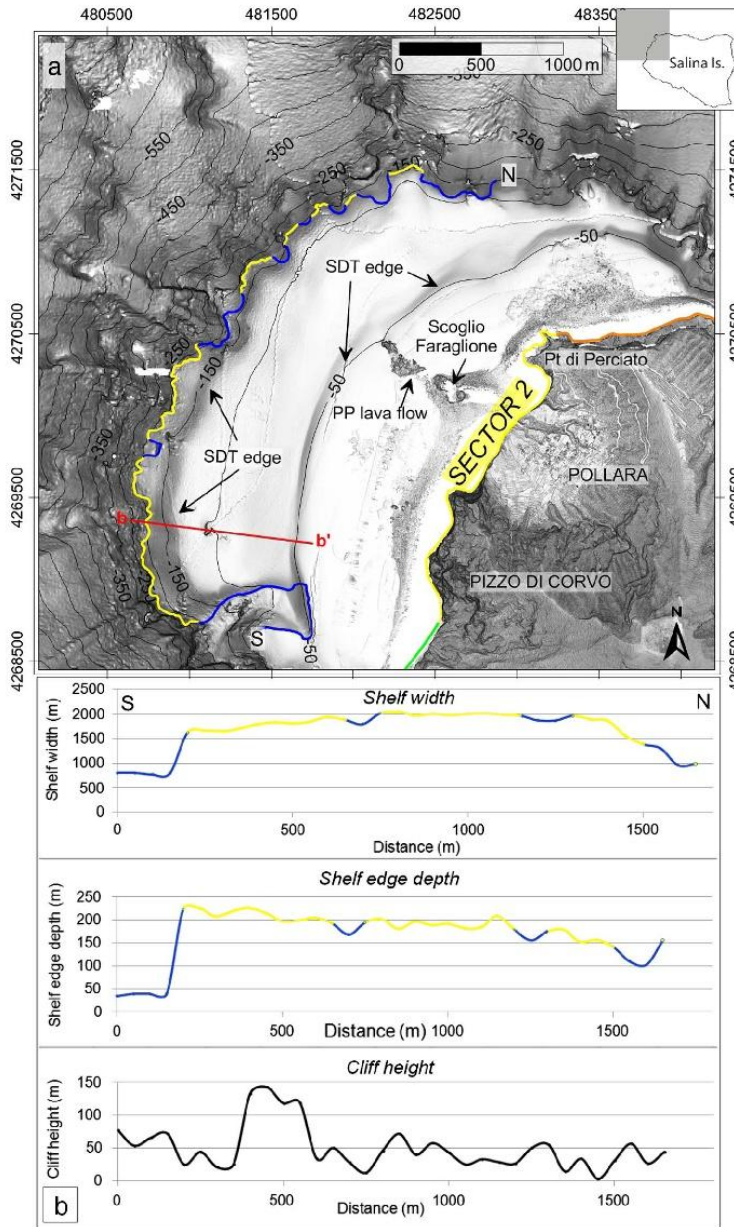 480500 481500 482500 483500
a
0 500 1000 m
Salina Is.
4271500
4270500
4269500
4268500
4271500
4270500
4269500
4268500
-350
-250
-550
-350
-250
-150
-450
N
-50
SDT edge
Scoglio
Faraglione
Pt di Perciato
-250
-150
-50
PP lava flow
SECTOR 2
-350
SDT edge
POLLARA
b
b'
-350
-150
PIZZO DI CORVO
N
S
-50
S Shelf width N
Shelf width (m)
2500
2000
1500
1000
500
0
0 500 1000 1500
Distance (m)
Shelf edge depth
Shelf edge depth (m)
250
200
150
100
50
0
0 500 1000 1500
Distance (m)
Cliff height
Cliff height (m)
150
100
50
0
0 500 1000 1500
Distance (m)
b